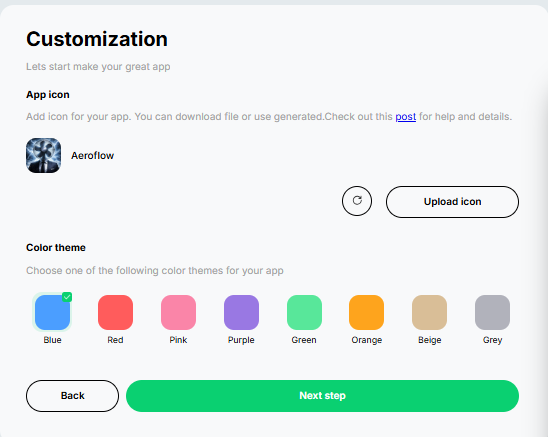 Customization
Lets start make your great app
App icon
Add icon for your app. You can download file or use generated.Check out this post for help and details.
Aeroflow
Upload icon
Color theme
Choose one of the following color themes for your app
Blue Red Pink Purple Green Orange Beige Grey
Back Next step